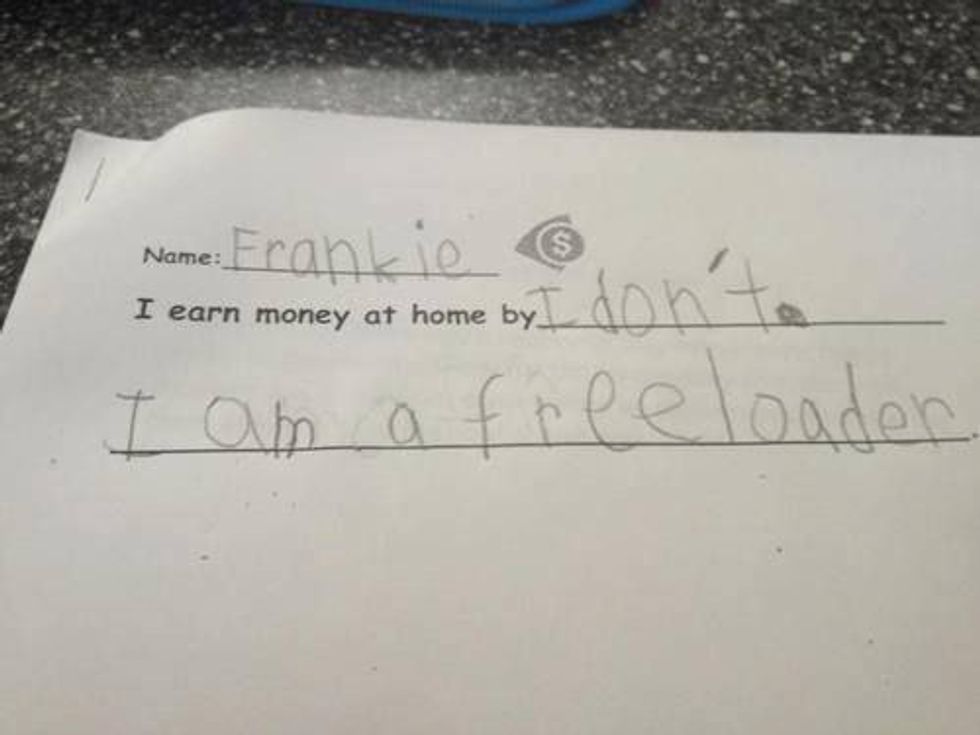 Name: Frankie $
I earn money at home by I don't.
I am a freeloader.